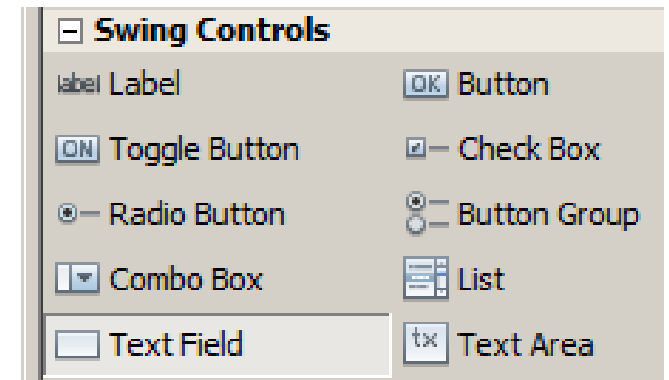 Swing Controls
label Label OK Button
ON Toggle Button Check Box
Radio Button Button Group
Combo Box List
Text Field tx Text Area